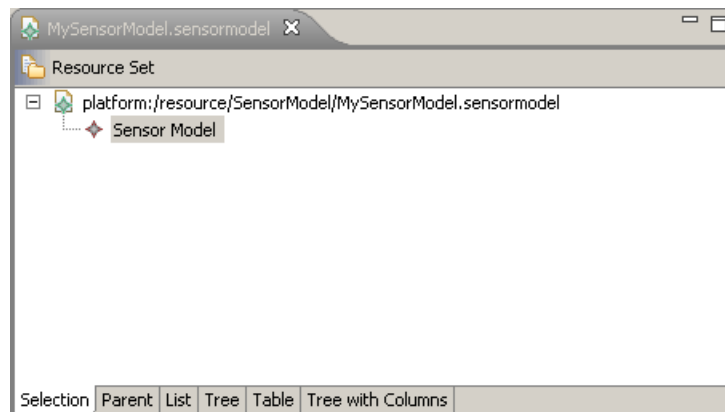 MySensorModel.sensormodel
Resource Set
platform:/resource/SensorModel/MySensorModel.sensormodel
Sensor Model
Selection Parent List Tree Table Tree with Columns